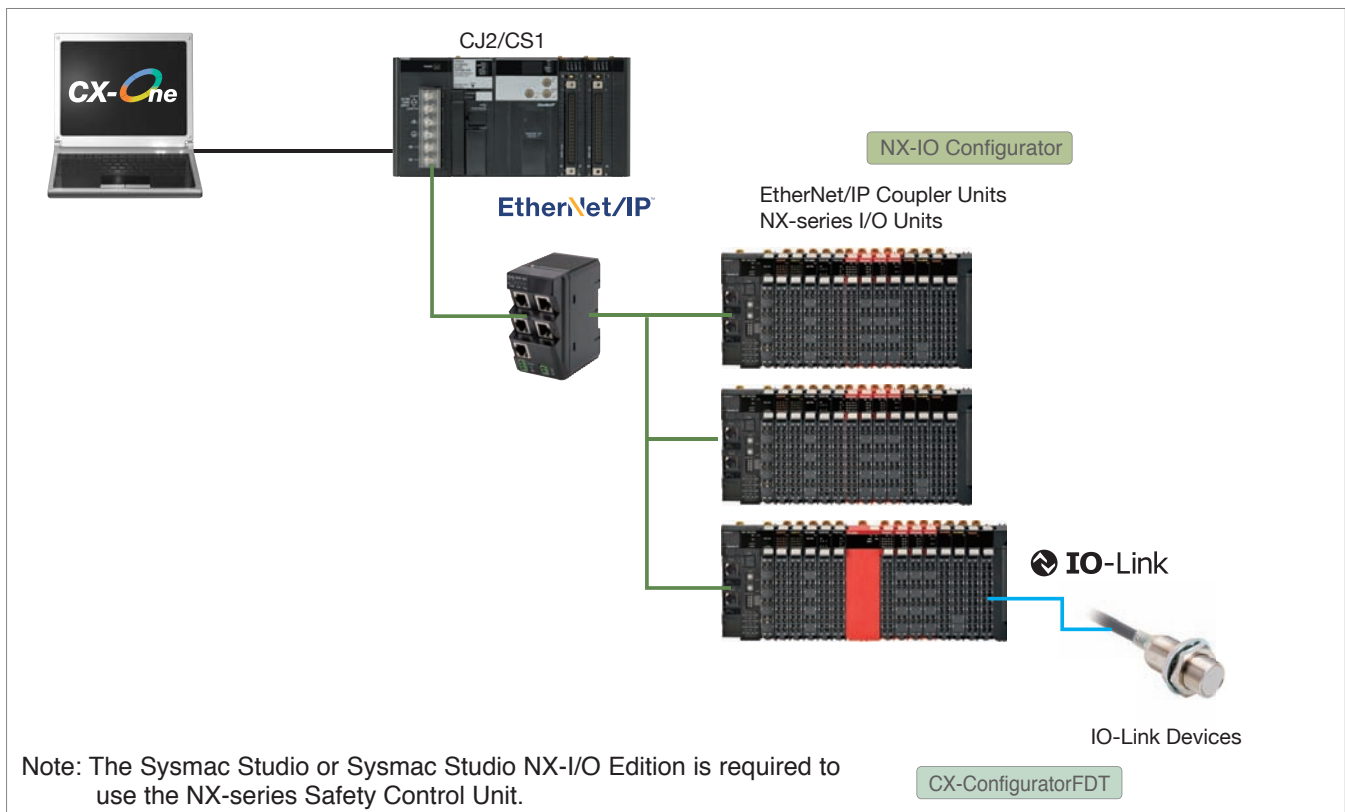 CJ2/CS1
CX-One
NX-IO Configurator
EtherNet/IP™
EtherNet/IP Coupler Units
NX-series I/O Units
IO-Link
IO-Link Devices
Note: The Sysmac Studio or Sysmac Studio NX-I/O Edition is required to
use the NX-series Safety Control Unit.
CX-ConfiguratorFDT